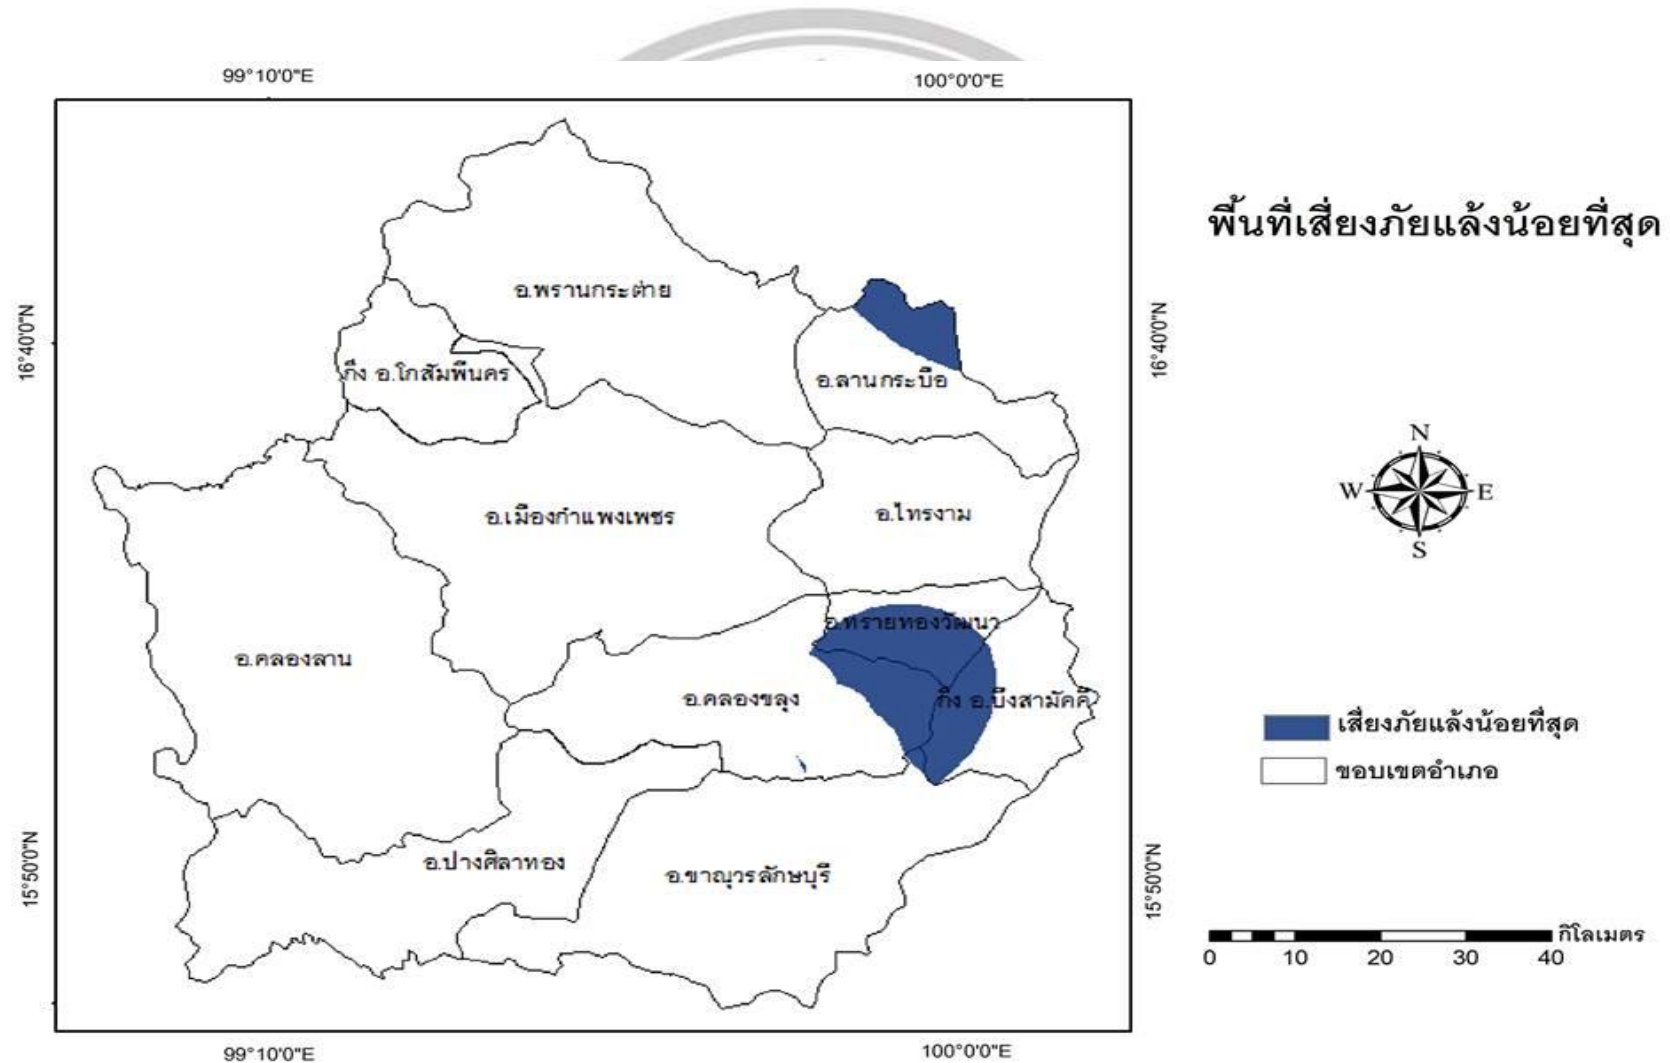 99°10'0"E 100°0'0"E
พื้นที่เสี่ยงภัยแล้งน้อยที่สุด
อ.พรานกระต่าย
16°40'0"N 16°40'0"N
กิ่ง อ.โกสัมพีนคร
อ.ลานกระบือ
N
W E
S
อ.เมืองกำแพงเพชร
อ.ไทรงาม
อ.ทรายทองวัฒนา
อ.คลองลาน
อ.คลองขลุง
กิ่ง อ.บึงสามัคคี
เสี่ยงภัยแล้งน้อยที่สุด
ขอบเขตอำเภอ
อ.ปางศิลาทอง
อ.ขาณุวรลักษบุรี
15°50'0"N 15°50'0"N
กิโลเมตร
0 10 20 30 40
99°10'0"E 100°0'0"E